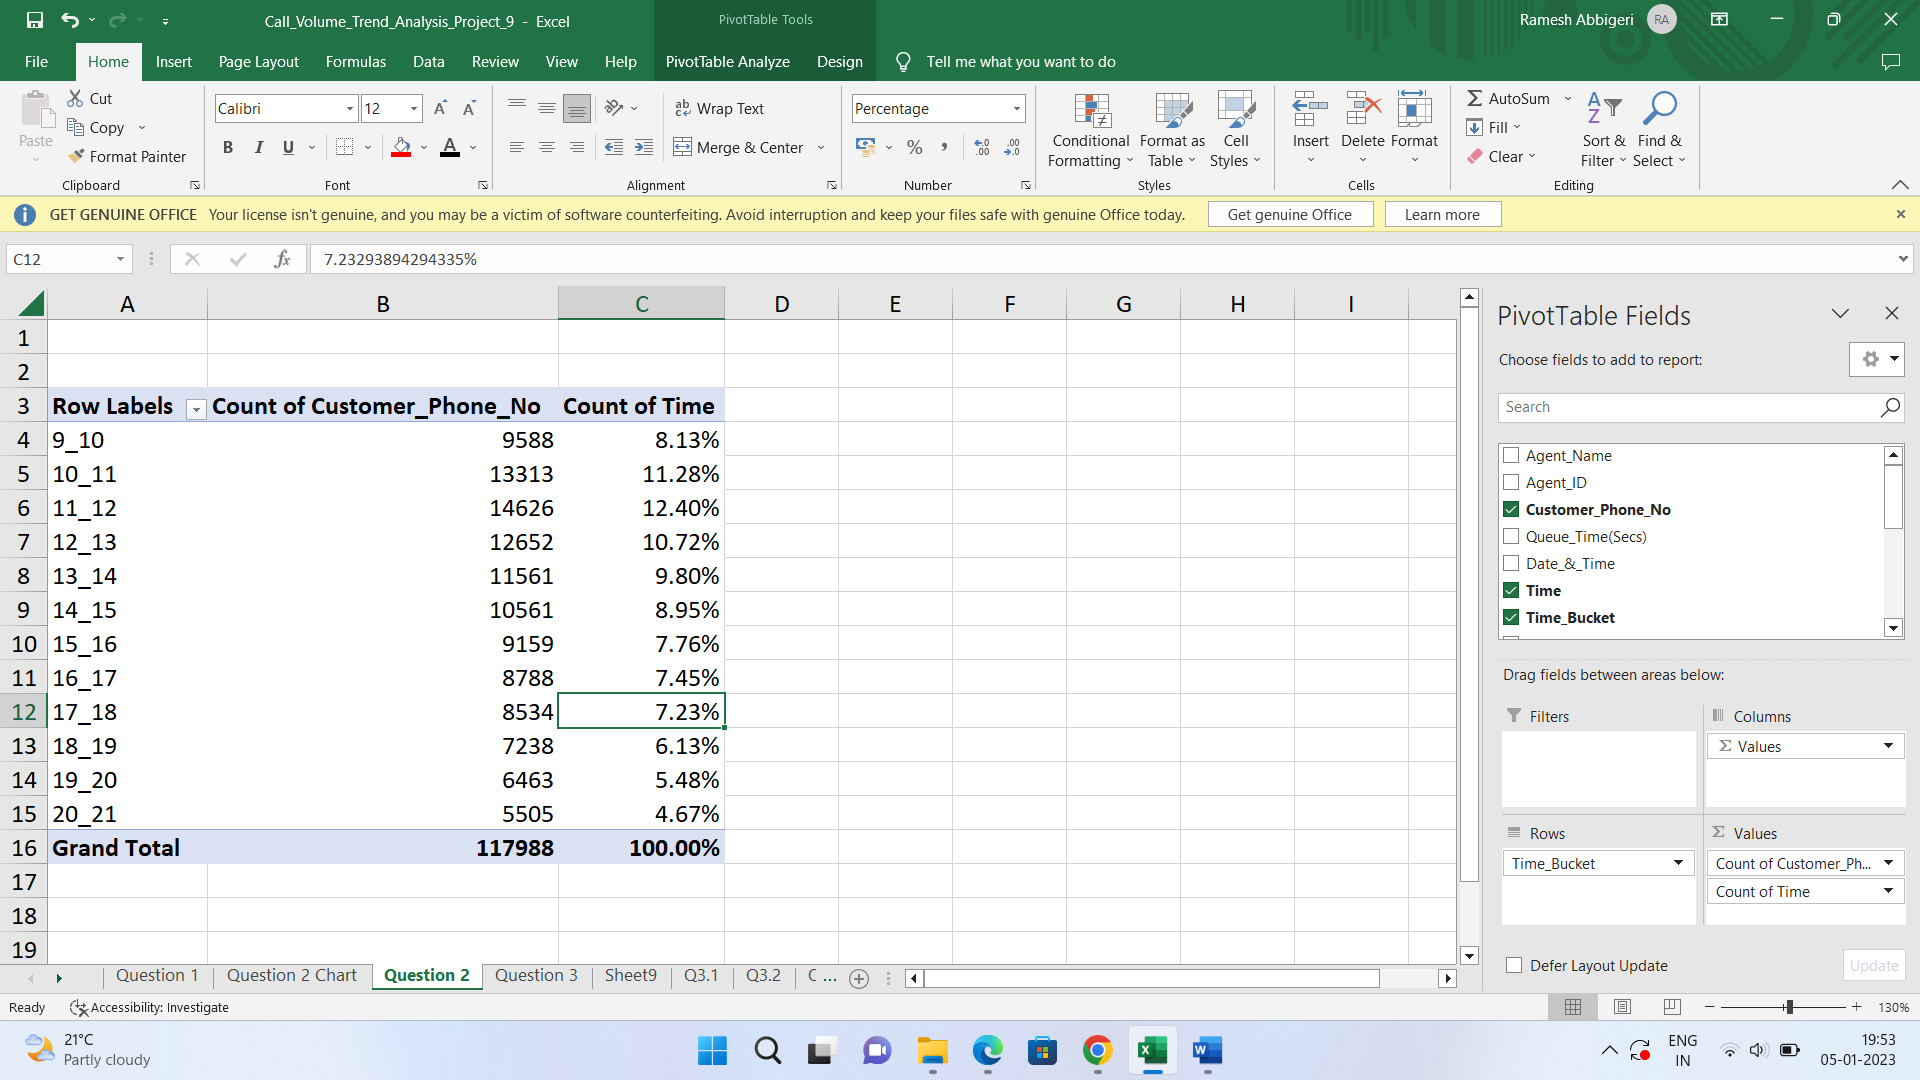 Call_Volume_Trend_Analysis_Project_9 - Excel
PivotTable Tools
Ramesh Abbigeri
RA
File Home Insert Page Layout Formulas Data Review View Help PivotTable Analyze Design Tell me what you want to do
Paste
Cut
Copy
Format Painter
Clipboard
Calibri 12
B I U A
Font
Wrap Text
Merge & Center
Alignment
Percentage
Number
Conditional Formatting
Format as Table
Cell Styles
Styles
Insert Delete Format
Cells
AutoSum
Fill
Clear
Sort & Filter
Find & Select
Editing
GET GENUINE OFFICE Your license isn't genuine, and you may be a victim of software counterfeiting. Avoid interruption and keep your files safe with genuine Office today. Get genuine Office Learn more
C12 fx 7.23293894294335%
A B C D E F G H I
1
2
3 Row Labels Count of Customer_Phone_No Count of Time
4 9_10 9588 8.13%
5 10_11 13313 11.28%
6 11_12 14626 12.40%
7 12_13 12652 10.72%
8 13_14 11561 9.80%
9 14_15 10561 8.95%
10 15_16 9159 7.76%
11 16_17 8788 7.45%
12 17_18 8534 7.23%
13 18_19 7238 6.13%
14 19_20 6463 5.48%
15 20_21 5505 4.67%
16 Grand Total 117988 100.00%
17
18
19
PivotTable Fields
Choose fields to add to report:
Search
Agent_Name
Agent_ID
Customer_Phone_No
Queue_Time(Secs)
Date_&_Time
Time
Time_Bucket
Drag fields between areas below:
Filters
Columns
Σ Values
Rows
Time_Bucket
Σ Values
Count of Customer_Ph...
Count of Time
Defer Layout Update Update
Question 1 Question 2 Chart Question 2 Question 3 Sheet9 Q3.1 Q3.2 C ...
Ready Accessibility: Investigate 130%
21°C
Partly cloudy
ENG
IN
19:53
05-01-2023